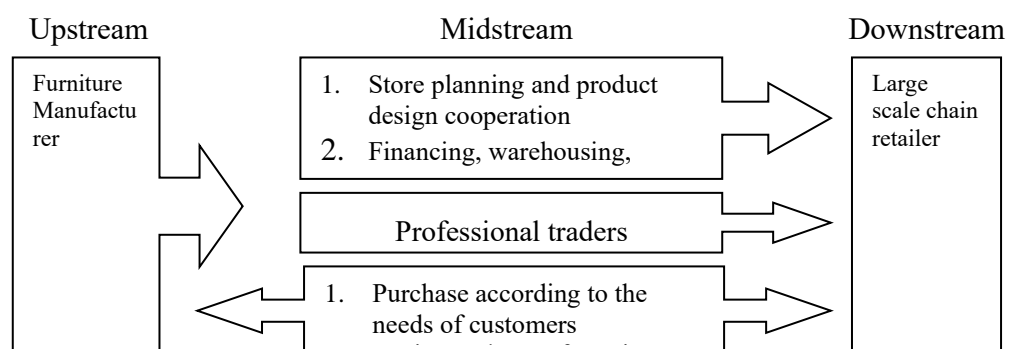 Upstream
Midstream
Downstream
Furniture
Manufactu
rer
1. Store planning and product
design cooperation
2. Financing, warehousing,
Large
scale chain
retailer
Professional traders
1. Purchase according to the
needs of customers